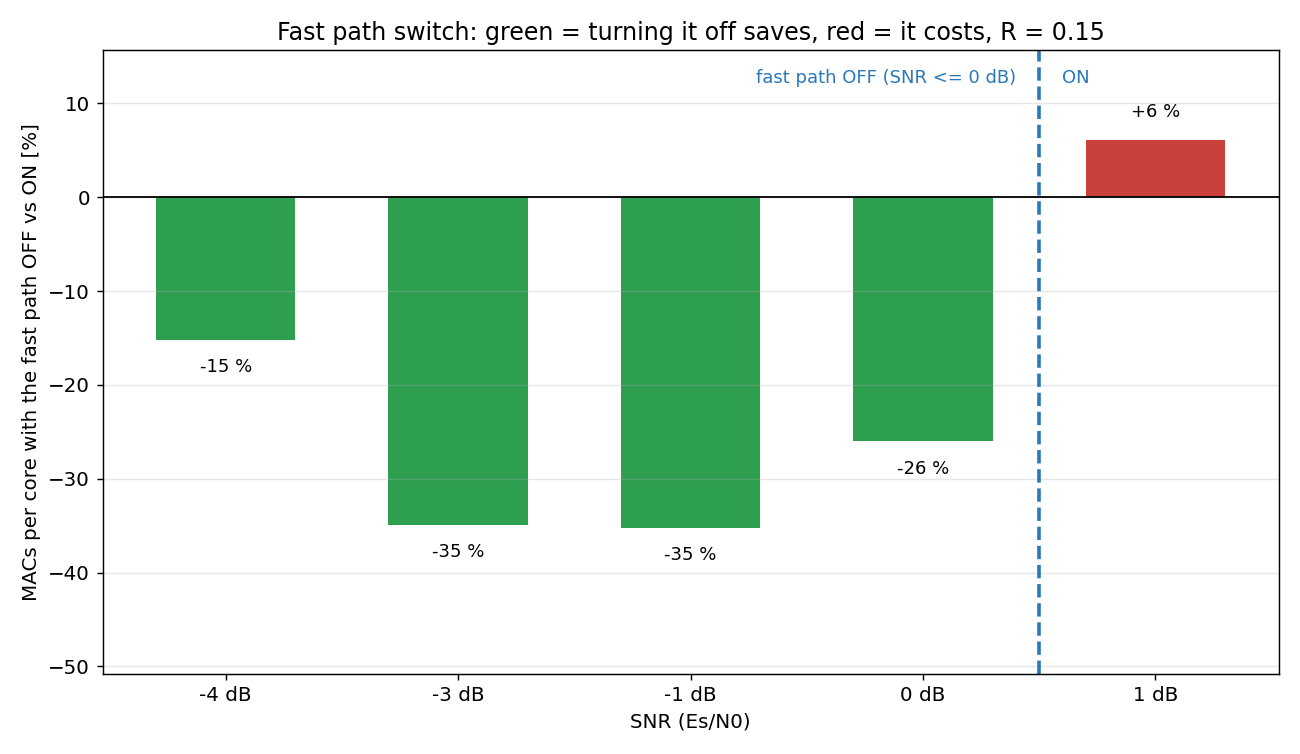 Fast path switch: green = turning it off saves, red = it costs, R = 0.15
fast path OFF (SNR <= 0 dB)
ON
+6 %
-15 %
-35 %
-35 %
-26 %
MACs per core with the fast path OFF vs ON [%]
10
0
−10
−20
−30
−40
−50
-4 dB
-3 dB
-1 dB
0 dB
1 dB
SNR (Es/N0)